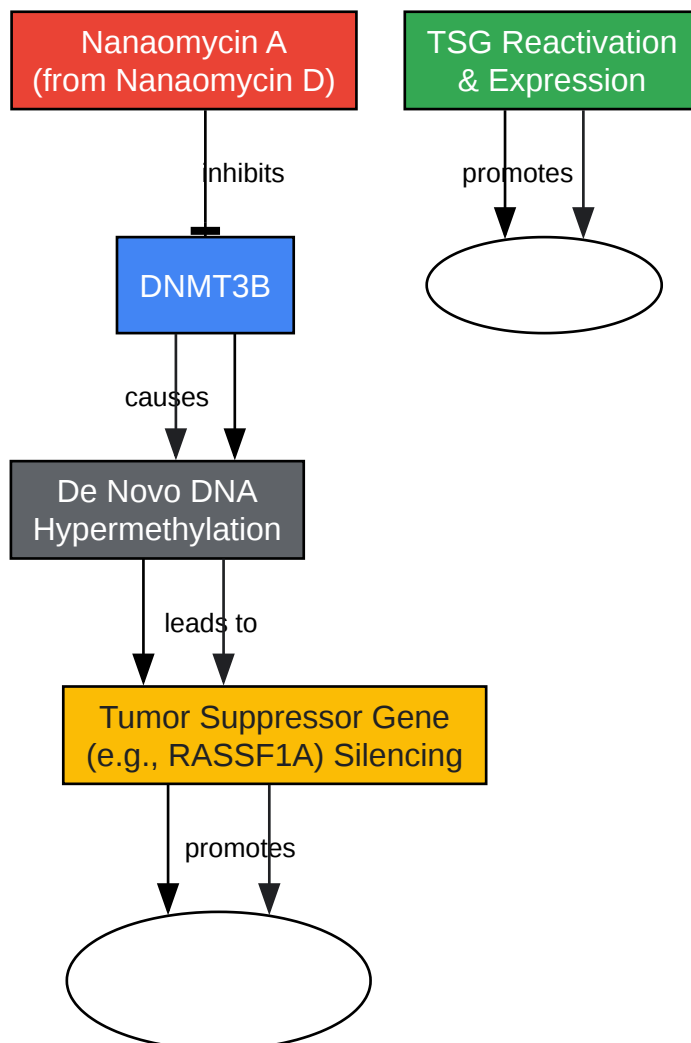 Nanaomycin A
(from Nanaomycin D)
TSG Reactivation
& Expression
inhibits
promotes
DNMT3B
causes
De Novo DNA
Hypermethylation
leads to
Tumor Suppressor Gene
(e.g., RASSF1A) Silencing
promotes